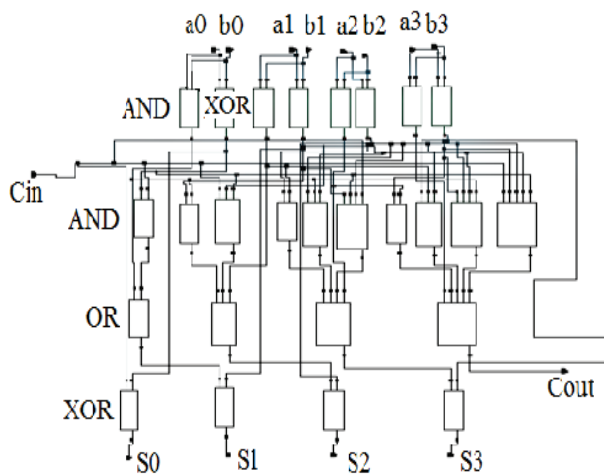 a0 b0 a1 b1 a2 b2 a3 b3
AND XOR
Cin
AND
OR
Cout
XOR
S0 S1 S2 S3